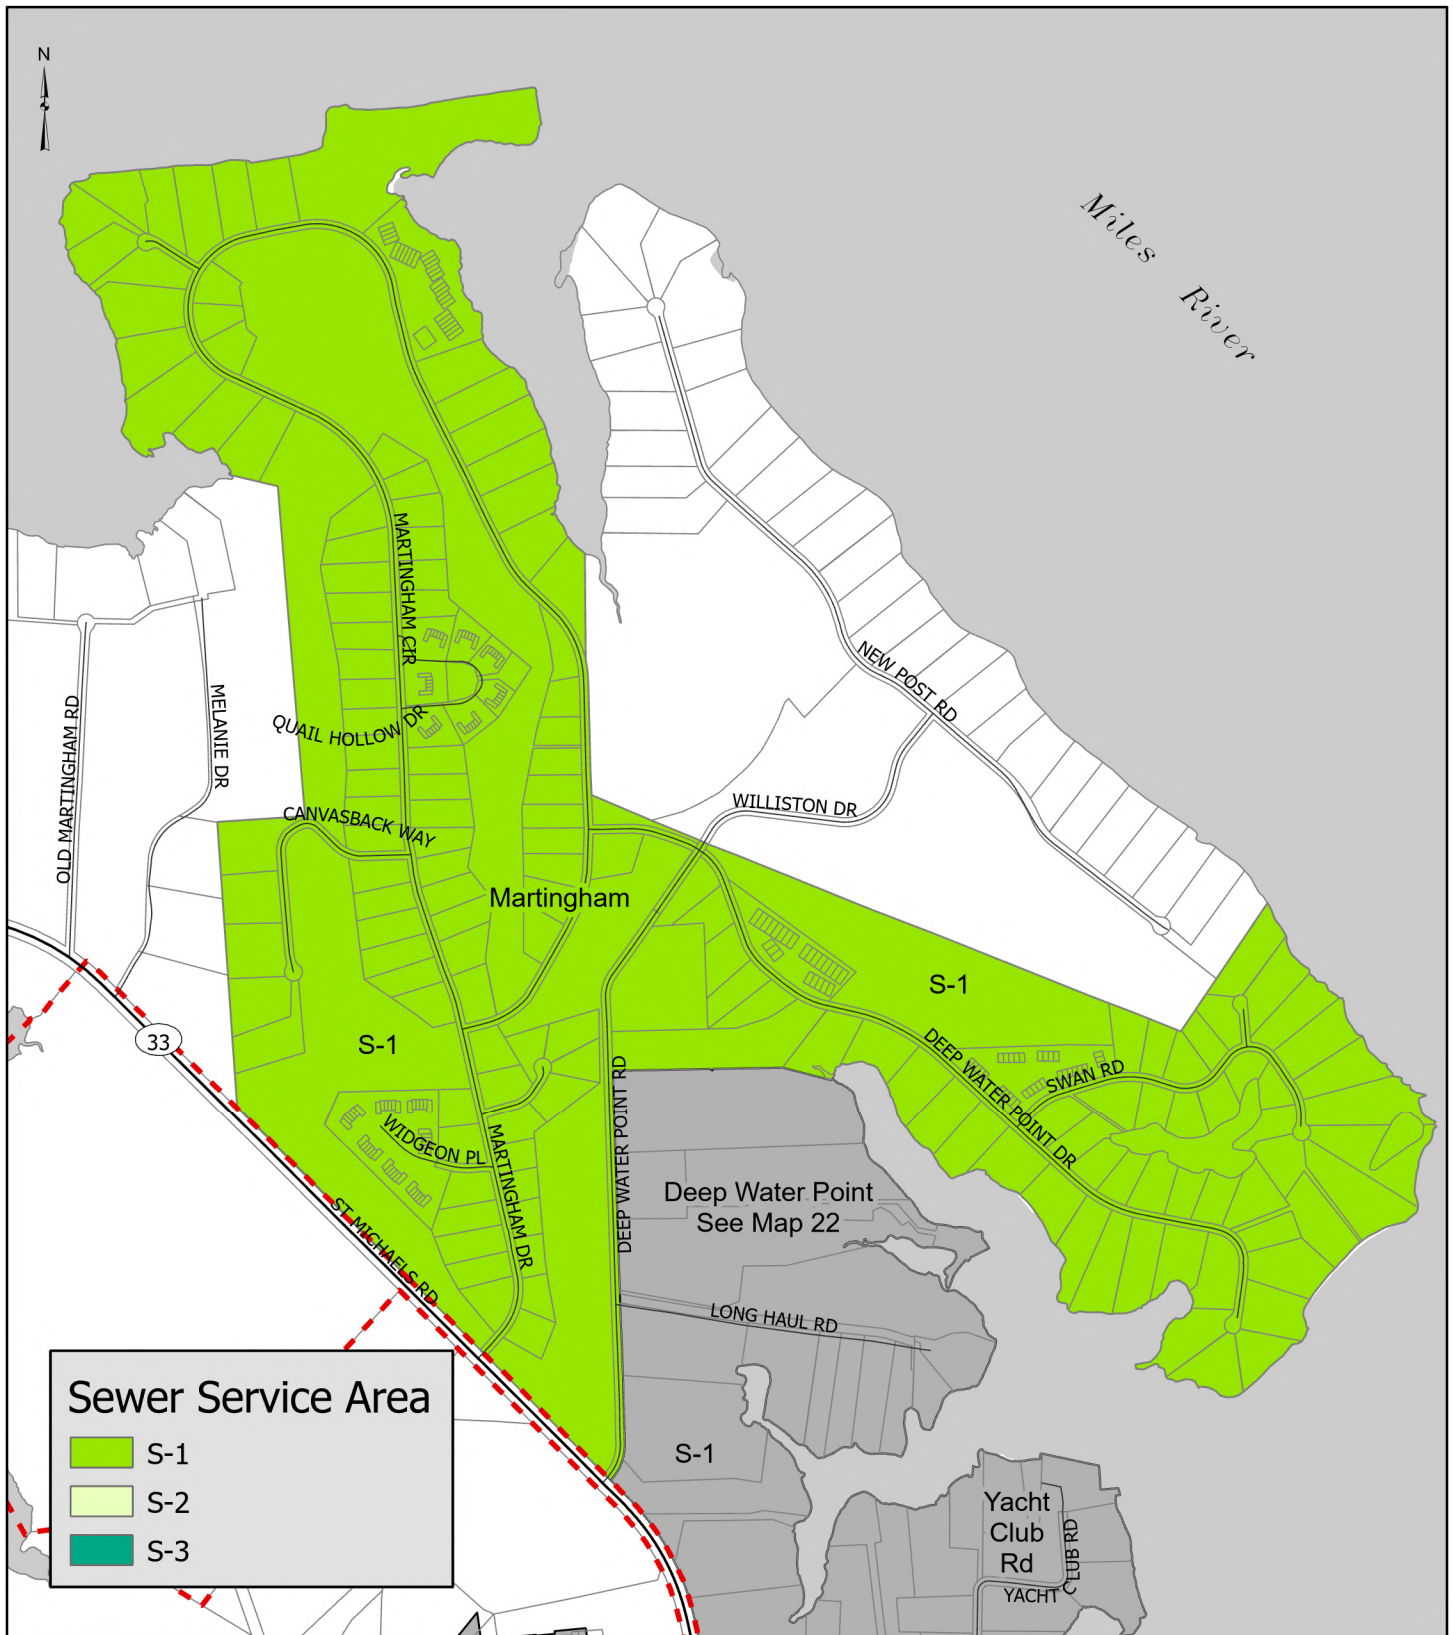 N
Miles
River
MARTINGHAM CIR
NEW POST RD
OLD MARTINGHAM RD
MELANIE DR
QUAIL HOLLOW DR
WILLISTON DR
CANVASBACK WAY
Martingham
S-1
33
S-1
DEEP WATER POINT DR
SWAN RD
DEEP WATER POINT RD
WIDGEON PL
MARTINGHAM DR
Deep Water Point
See Map 22
ST MICHAELS RD
LONG HAUL RD
Sewer Service Area
S-1
S-2
S-3
S-1
Yacht
Club
Rd
YACHT CLUB RD